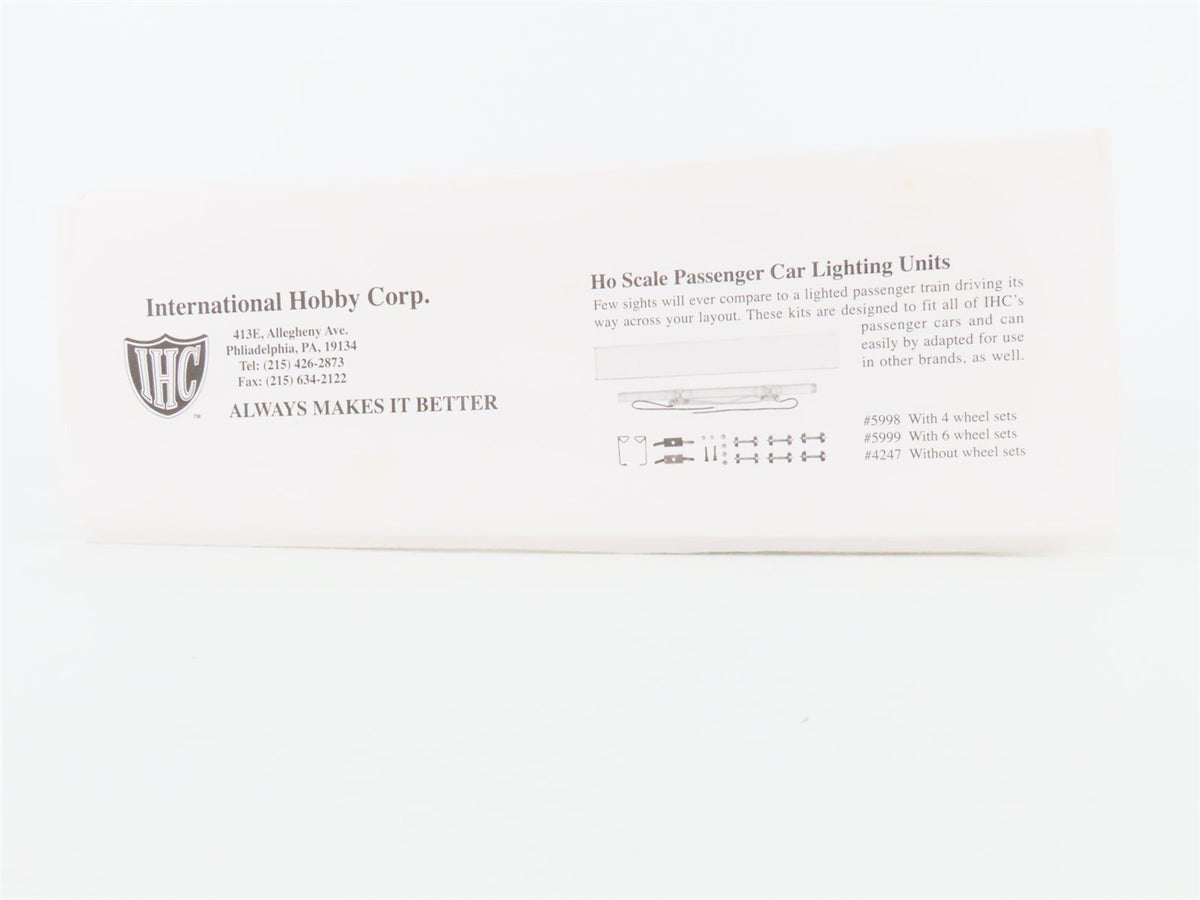 International Hobby Corp.
IHC
TM
413E, Allegheny Ave.
Phliadelphia, PA, 19134
Tel: (215) 426-2873
Fax: (215) 634-2122
ALWAYS MAKES IT BETTER
Ho Scale Passenger Car Lighting Units
Few sights will ever compare to a lighted passenger train driving its
way across your layout. These kits are designed to fit all of IHC's
passenger cars and can
easily by adapted for use
in other brands, as well.
#5998 With 4 wheel sets
#5999 With 6 wheel sets
#4247 Without wheel sets